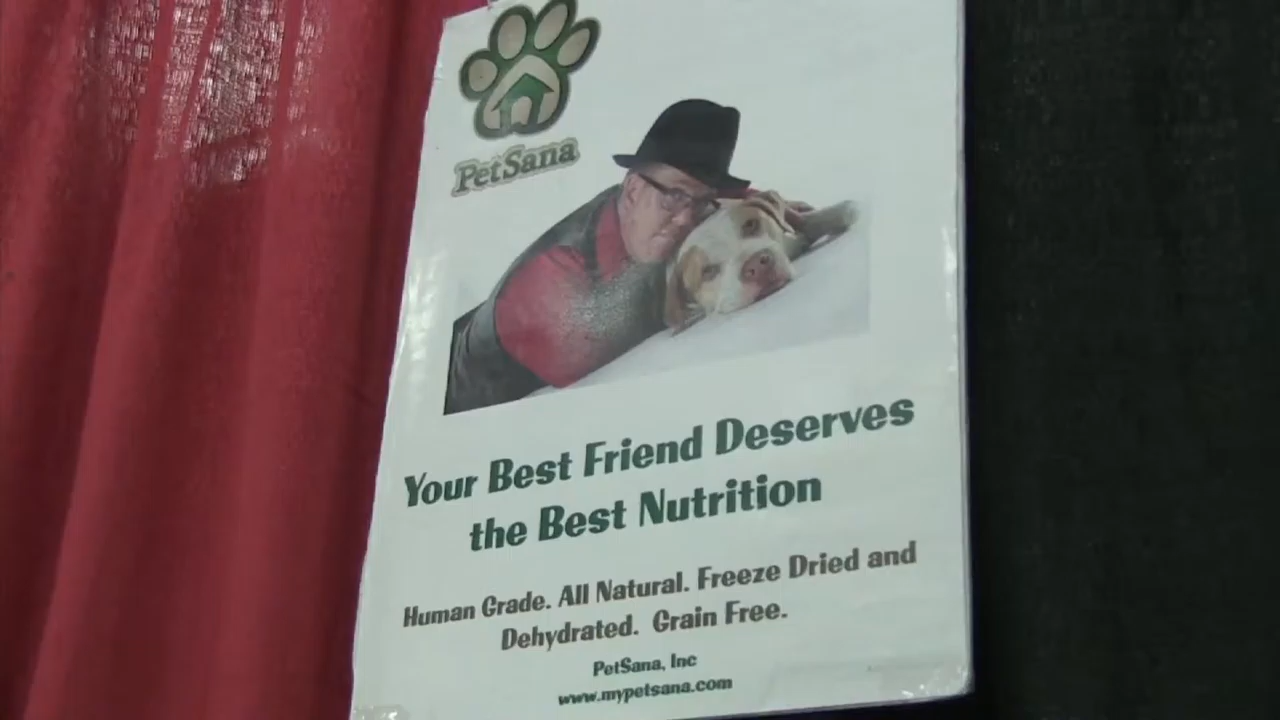 PetSana
Your Best Friend Deserves
the Best Nutrition
Human Grade. All Natural. Freeze Dried and
Dehydrated. Grain Free.
PetSana, Inc
www.mypetsana.com